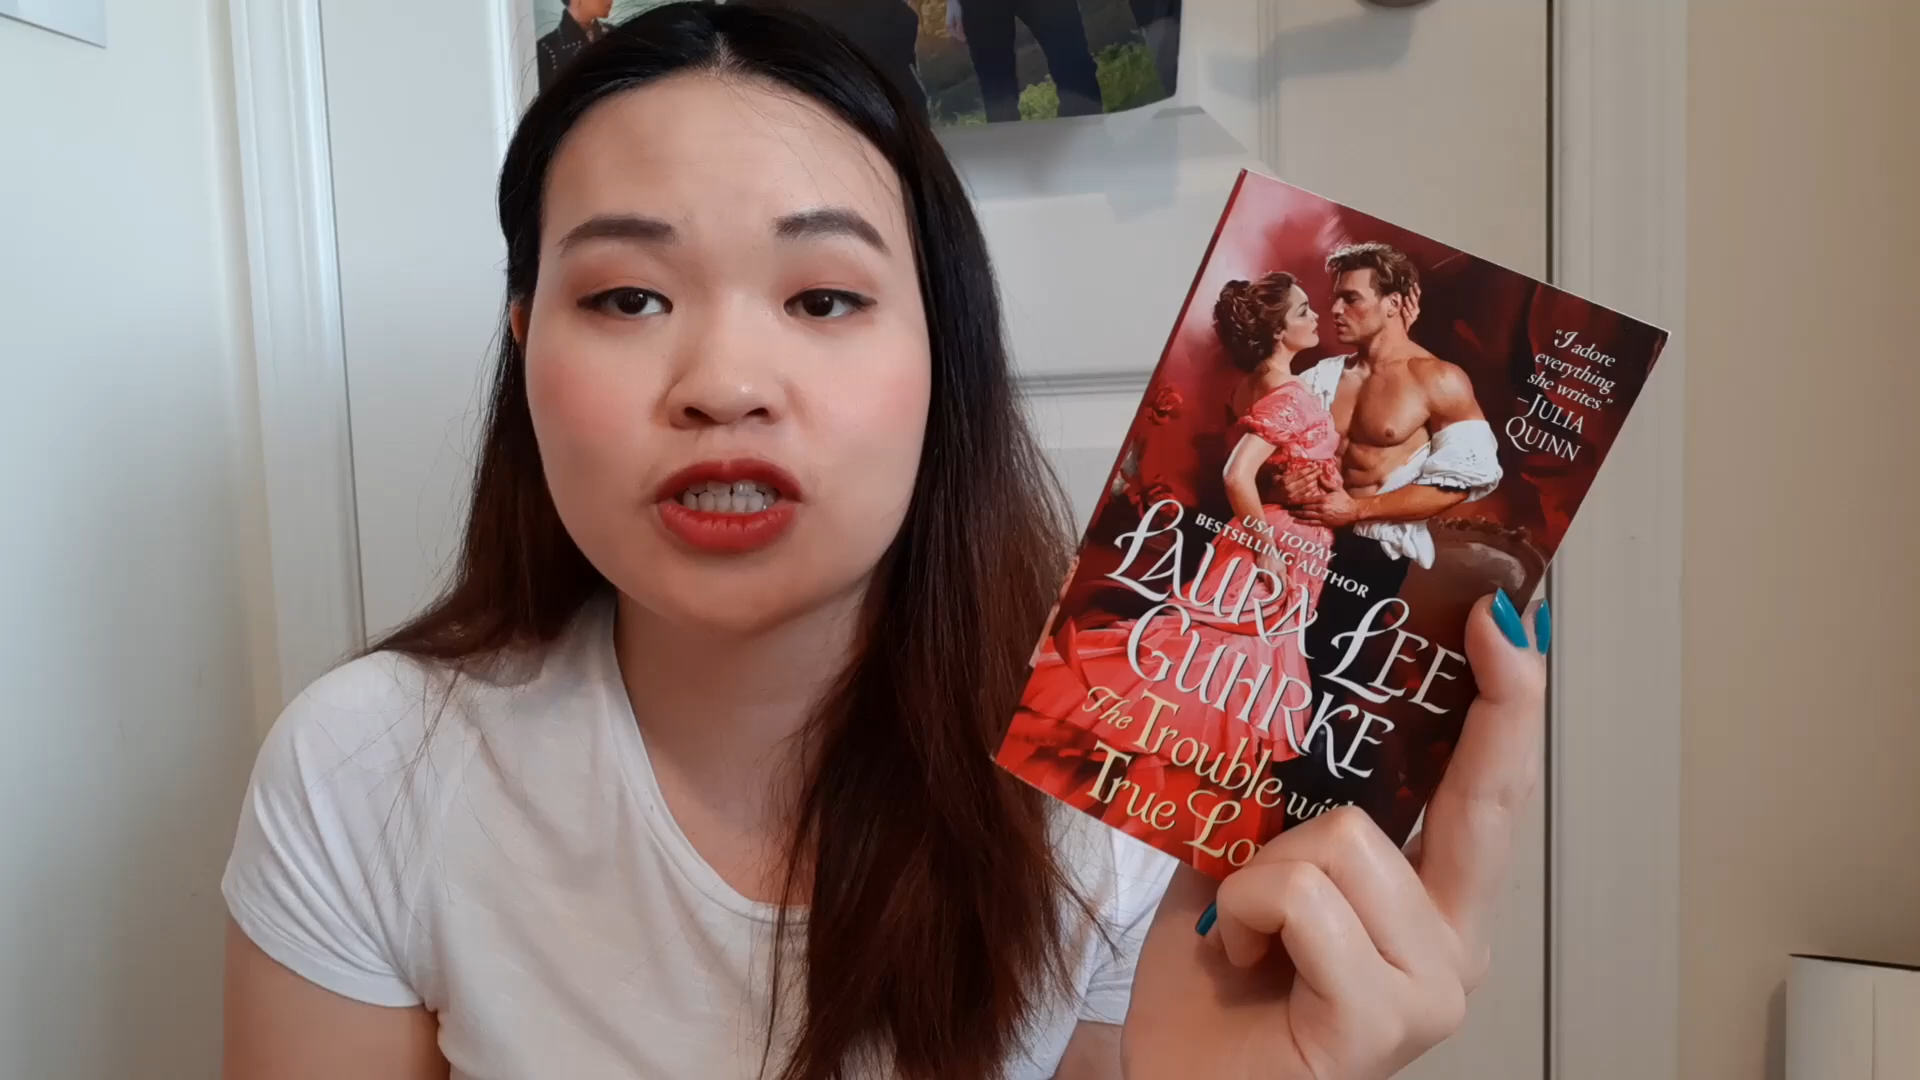 "I adore
everything
she writes."
–JULIA
QUINN
USA TODAY
BESTSELLING AUTHOR
LAURA LEE
GUHRKE
The Trouble
True